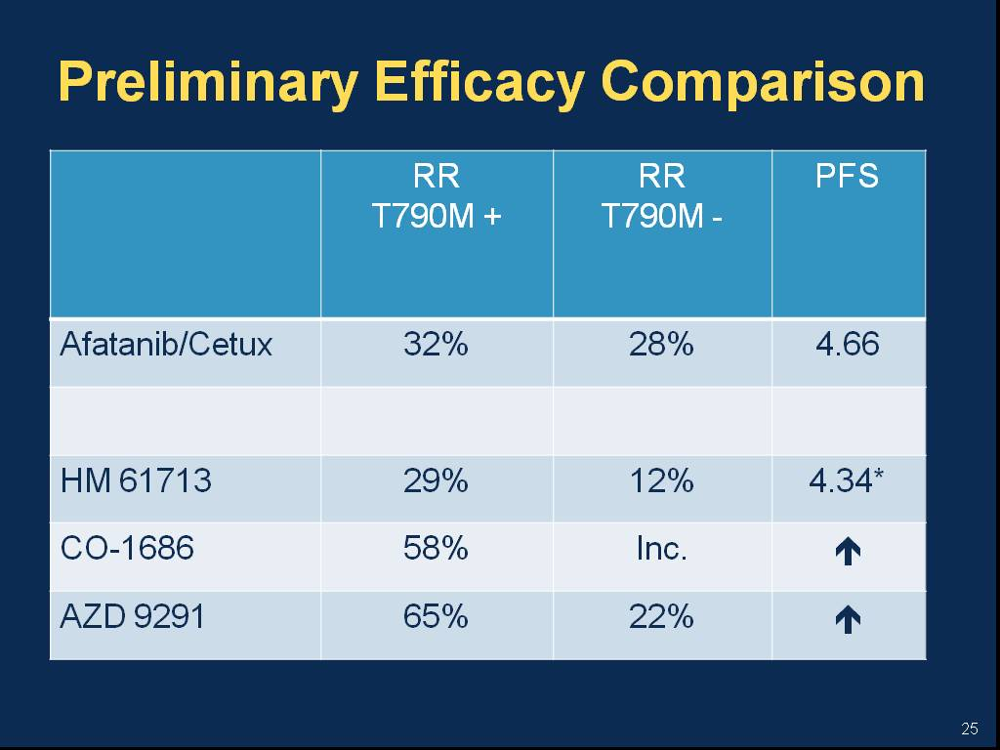 Preliminary Efficacy Comparison
RR
T790M +
RR
T790M -
PFS
Afatanib/Cetux 32% 28% 4.66
HM 61713 29% 12% 4.34*
CO-1686 58% Inc. 🡹
AZD 9291 65% 22% 🡹
25